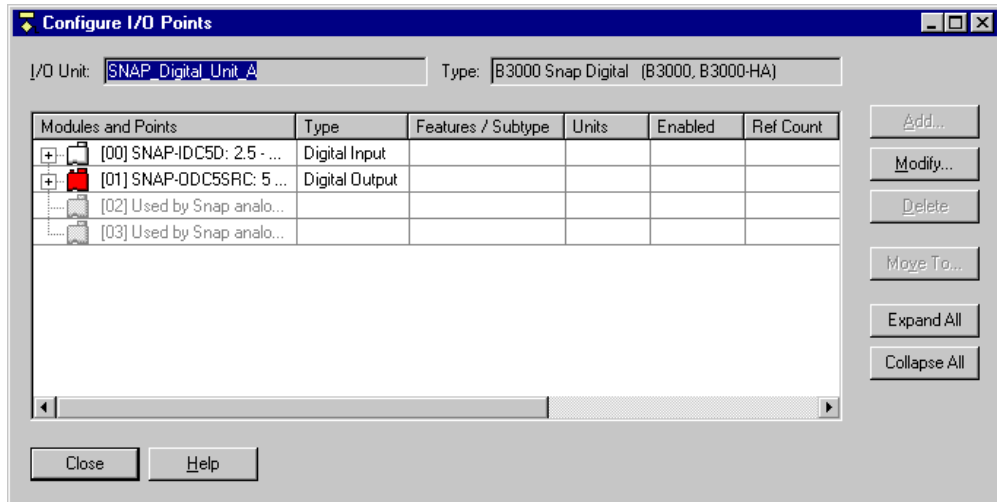 Configure I/O Points
I/O Unit: SNAP_Digital_Unit_A Type: B3000 Snap Digital (B3000, B3000-HA)
Modules and Points Type Features / Subtype Units Enabled Ref Count
[00] SNAP-IDC5D: 2.5 - ... Digital Input
[01] SNAP-ODC5SRC: 5 ... Digital Output
[02] Used by Snap analo...
[03] Used by Snap analo...
Add...
Modify...
Delete
Move To...
Expand All
Collapse All
Close Help